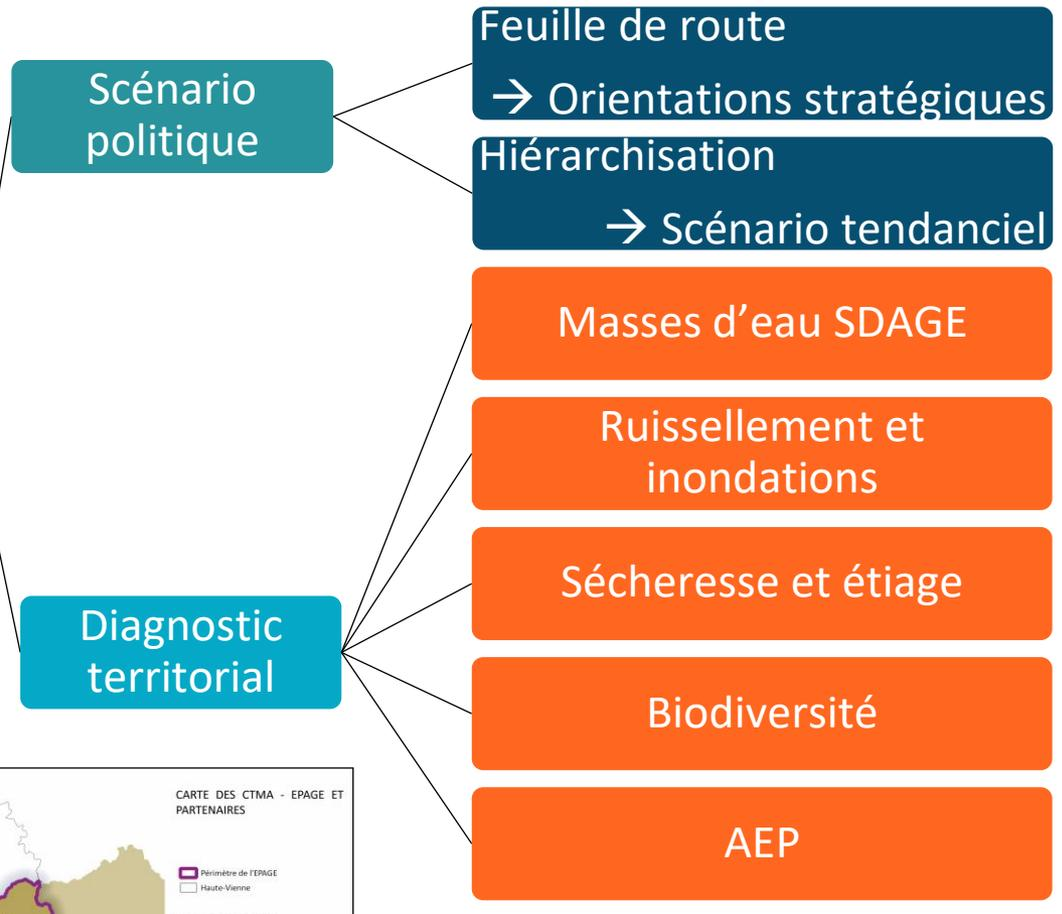 Scénario
politique
Feuille de route
→ Orientations stratégiques
Hiérarchisation
→ Scénario tendanciel
Diagnostic
territorial
Masses d’eau SDAGE
Ruissellement et
inondations
Sécheresse et étiage
Biodiversité
AEP
CARTE DES CTMA - EPAGE ET
PARTENAIRES
Périmètre de l'EPAGE
Haute-Vienne